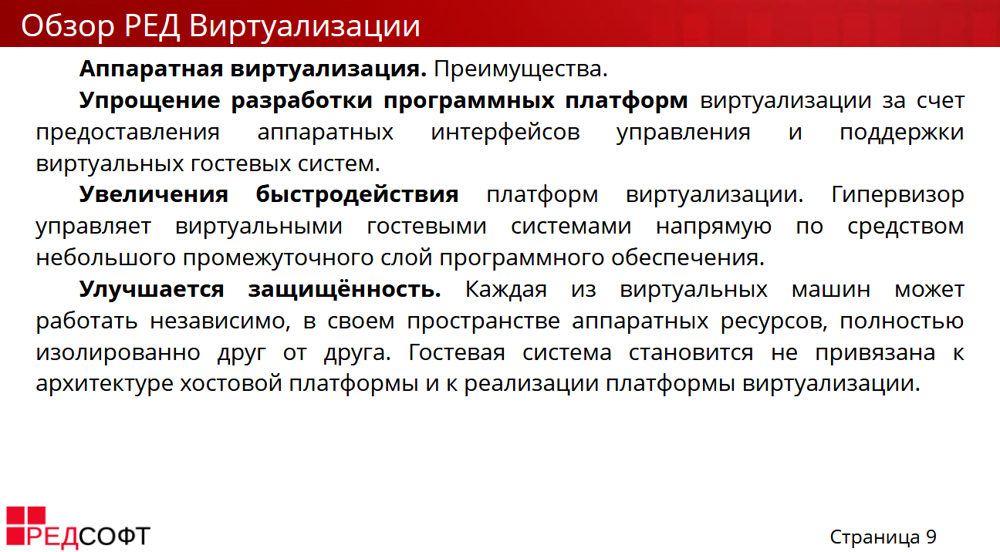 Обзор РЕД Виртуализации
Аппаратная виртуализация. Преимущества.
Упрощение разработки программных платформ виртуализации за счет
предоставления аппаратных интерфейсов управления и поддержки
виртуальных гостевых систем.
Увеличения быстродействия платформ виртуализации. Гипервизор
управляет виртуальными гостевыми системами напрямую по средством
небольшого промежуточного слой программного обеспечения.
Улучшается защищённость. Каждая из виртуальных машин может
работать независимо, в своем пространстве аппаратных ресурсов, полностью
изолированно друг от друга. Гостевая система становится не привязана к
архитектуре хостовой платформы и к реализации платформы виртуализации.
РЕДСОФТ
Страница 9